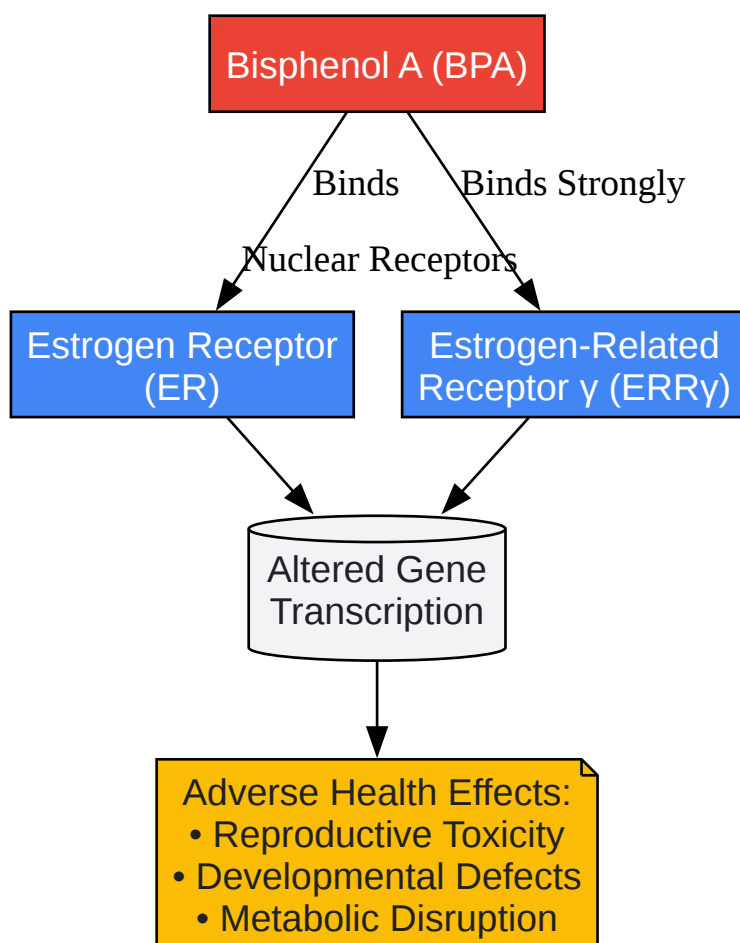 Bisphenol A (BPA)
Binds
Binds Strongly
Nuclear Receptors
Estrogen Receptor
(ER)
Estrogen-Related
Receptor γ (ERRγ)
Altered Gene
Transcription
Adverse Health Effects:
• Reproductive Toxicity
• Developmental Defects
• Metabolic Disruption